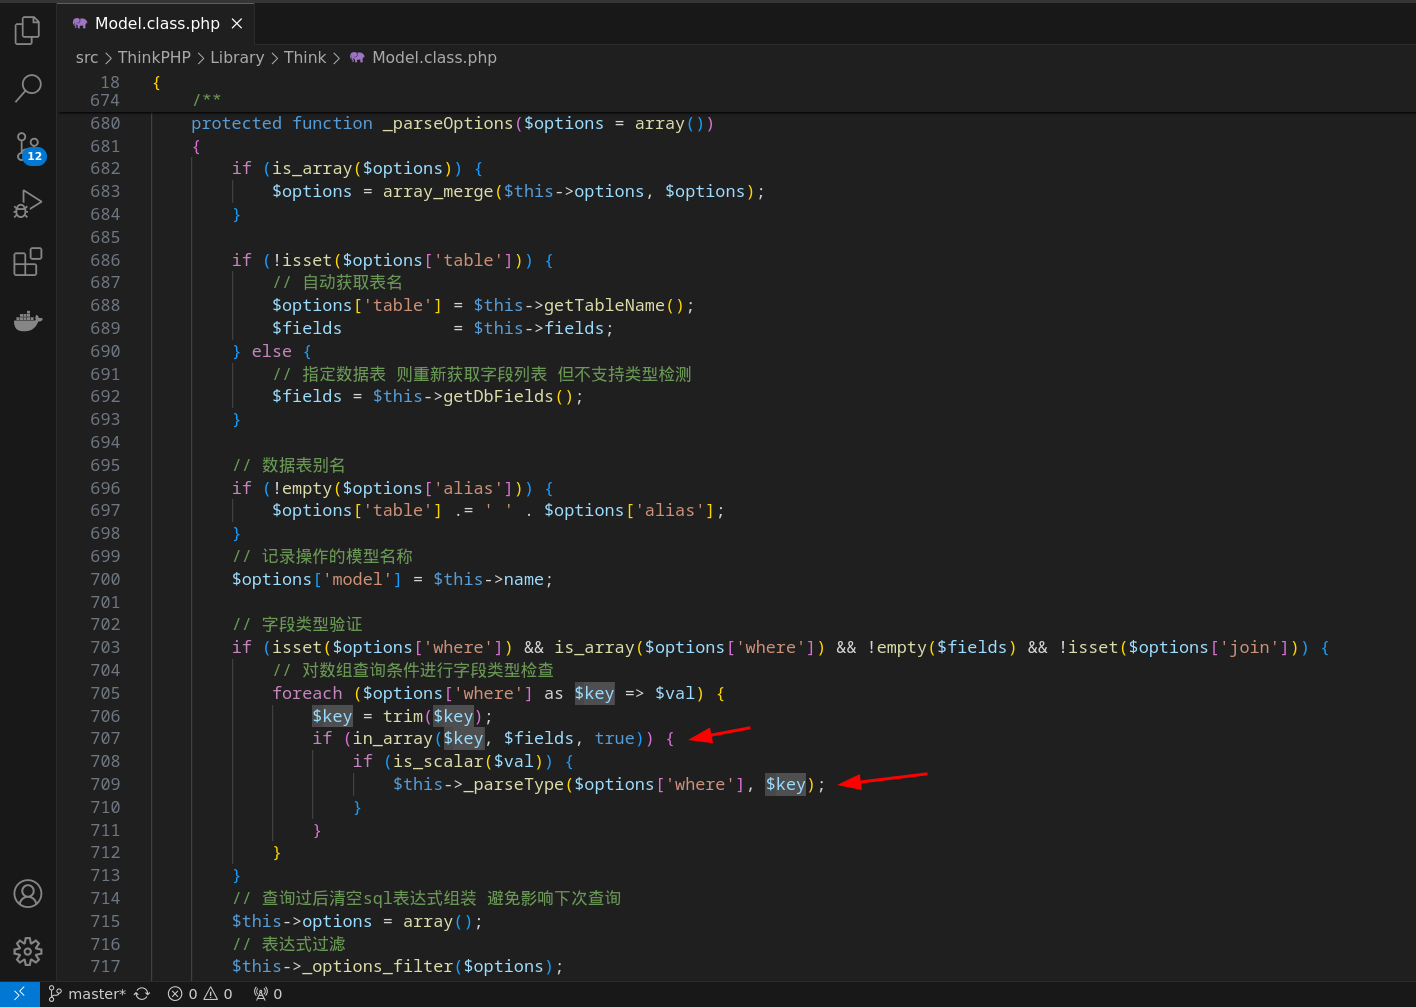 Model.class.php
src > ThinkPHP > Library > Think > Model.class.php
18 {
674 /**
680 protected function _parseOptions($options = array())
681 {
682 if (is_array($options)) {
683 $options = array_merge($this->options, $options);
684 }
685
686 if (!isset($options['table'])) {
687 // 自动获取表名
688 $options['table'] = $this->getTableName();
689 $fields           = $this->fields;
690 } else {
691 // 指定数据表 则重新获取字段列表 但不支持类型检测
692 $fields = $this->getDbFields();
693 }
694
695 // 数据表别名
696 if (!empty($options['alias'])) {
697 $options['table'] .= ' ' . $options['alias'];
698 }
699 // 记录操作的模型名称
700 $options['model'] = $this->name;
701
702 // 字段类型验证
703 if (isset($options['where']) && is_array($options['where']) && !empty($fields) && !isset($options['join'])) {
704 // 对数组查询条件进行字段类型检查
705 foreach ($options['where'] as $key => $val) {
706 $key = trim($key);
707 if (in_array($key, $fields, true)) {
708 if (is_scalar($val)) {
709 $this->_parseType($options['where'], $key);
710 }
711 }
712 }
713 }
714 // 查询过后清空sql表达式组装 避免影响下次查询
715 $this->options = array();
716 // 表达式过滤
717 $this->_options_filter($options);
12
master* 0 0 0